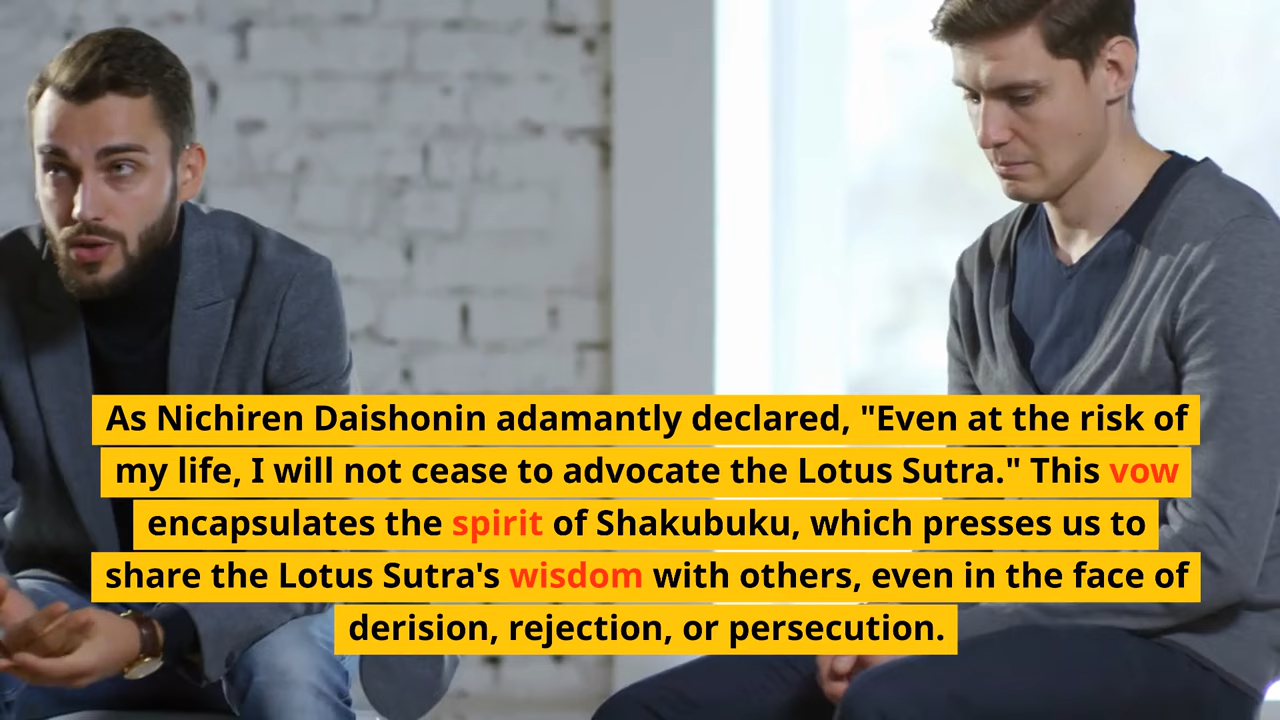 As Nichiren Daishonin adamantly declared, "Even at the risk of
my life, I will not cease to advocate the Lotus Sutra." This vow
encapsulates the spirit of Shakubuku, which presses us to
share the Lotus Sutra's wisdom with others, even in the face of
derision, rejection, or persecution.